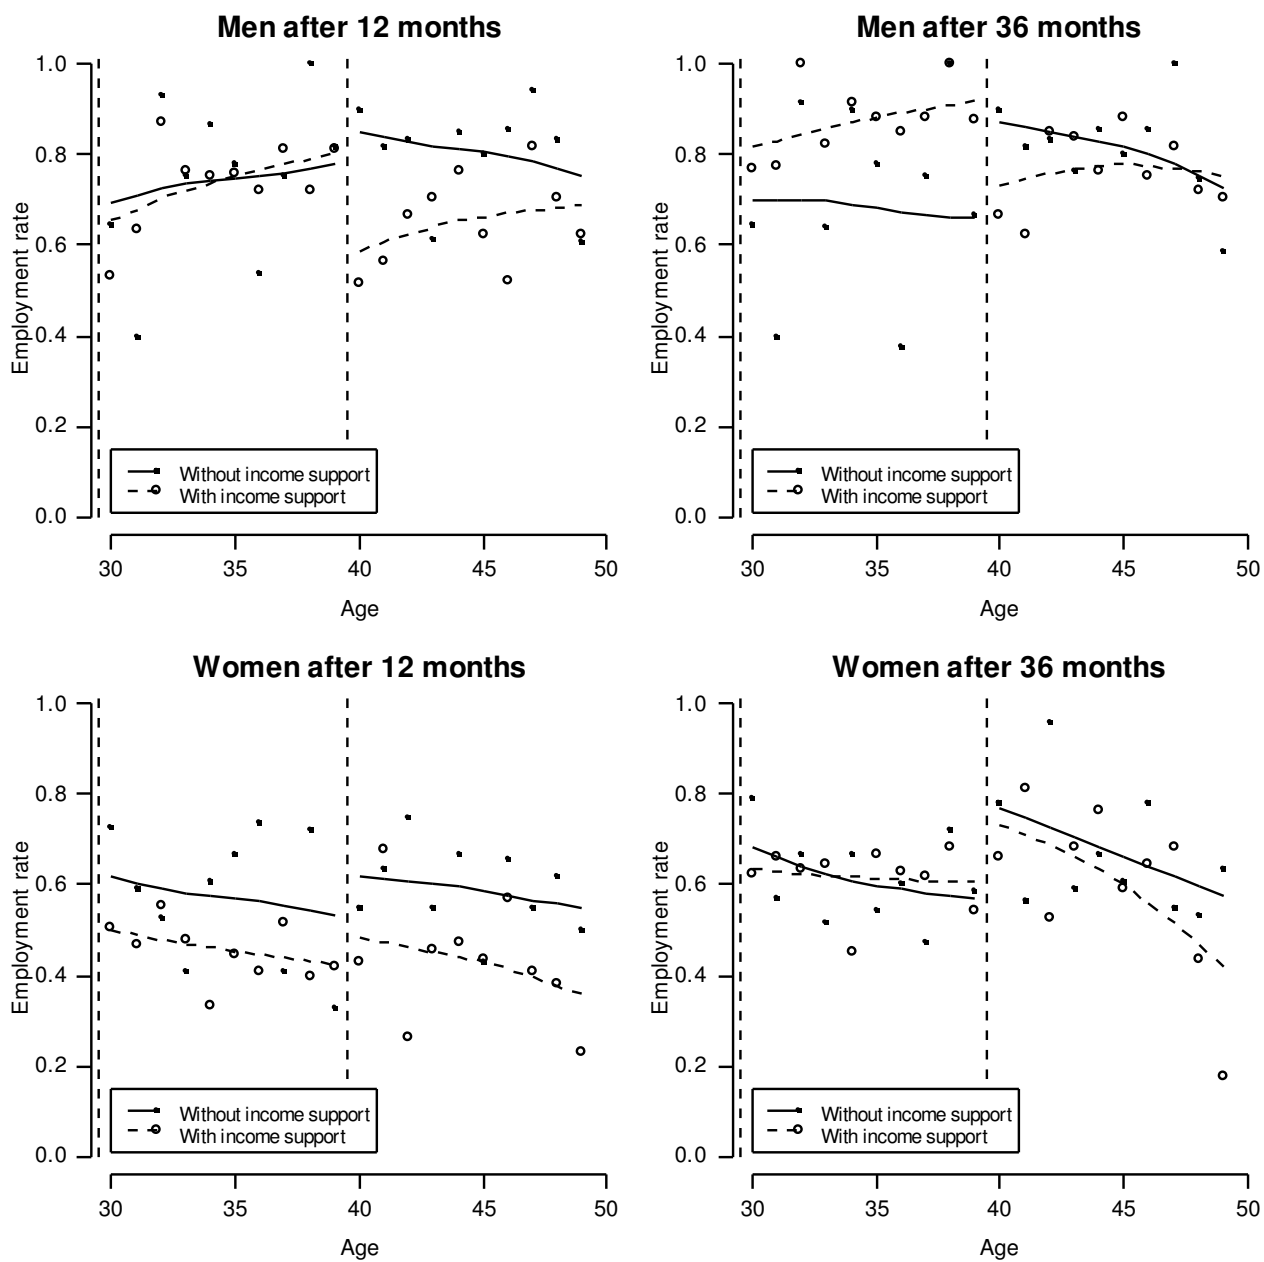 Men after 12 months
1.0
0.8
0.6
0.4
0.2
0.0
Employment rate
Without income support
With income support
30 35 40 45 50
Age
Men after 36 months
1.0
0.8
0.6
0.4
0.2
0.0
Employment rate
Without income support
With income support
30 35 40 45 50
Age
Women after 12 months
1.0
0.8
0.6
0.4
0.2
0.0
Employment rate
Without income support
With income support
30 35 40 45 50
Age
Women after 36 months
1.0
0.8
0.6
0.4
0.2
0.0
Employment rate
Without income support
With income support
30 35 40 45 50
Age